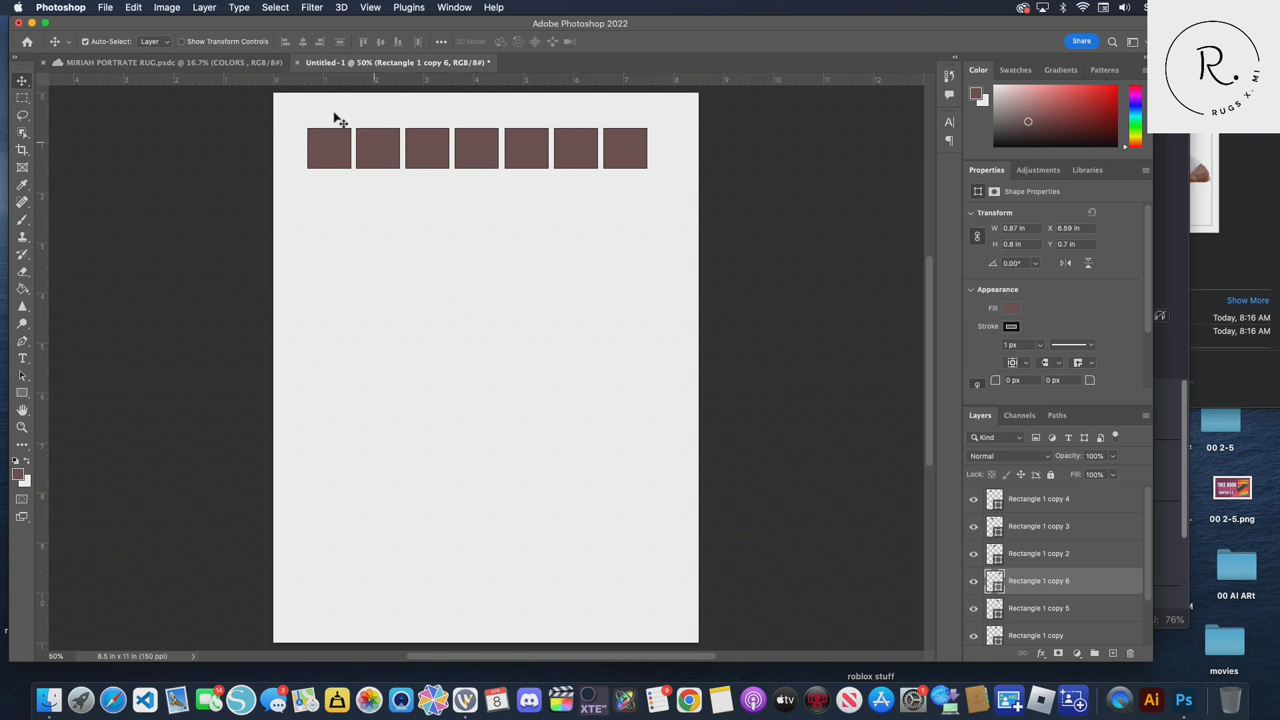 Photoshop File Edit Image Layer Type Select Filter 3D View Plugins Window Help
Adobe Photoshop 2022
Auto-Select: Layer Show Transform Controls 3D Mode: Share
MIRIAH PORTRATE RUG.psdc @ 16.7% (COLORS , RGB/8#) Untitled-1 @ 50% (Rectangle 1 copy 6, RGB/8#) *
Color Swatches Gradients Patterns
R.
RUGS X. MI
Properties Adjustments Libraries
Shape Properties
Transform
W 0.87 in X 6.59 in
H 0.8 in Y 0.7 in
0.00°
Appearance
Fill
Stroke
1 px
0 px 0 px
Show More
Today, 8:16 AM
Today, 8:16 AM
Layers Channels Paths
Kind
Normal Opacity: 100%
Lock: Fill: 100%
Rectangle 1 copy 4
Rectangle 1 copy 3
Rectangle 1 copy 2
Rectangle 1 copy 6
Rectangle 1 copy 5
Rectangle 1 copy
00 2-5
00 2-5.png
00 AI ARt
movies
: 76%
50% 8.5 in x 11 in (150 ppi)
roblox stuff